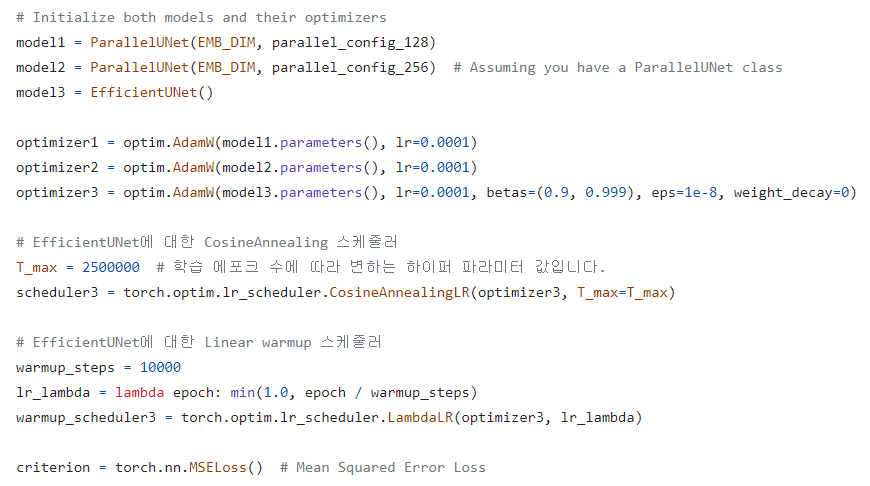 # Initialize both models and their optimizers
model1 = ParallelUNet(EMB_DIM, parallel_config_128)
model2 = ParallelUNet(EMB_DIM, parallel_config_256)  # Assuming you have a ParallelUNet class
model3 = EfficientUNet()
optimizer1 = optim.AdamW(model1.parameters(), lr=0.0001)
optimizer2 = optim.AdamW(model2.parameters(), lr=0.0001)
optimizer3 = optim.AdamW(model3.parameters(), lr=0.0001, betas=(0.9, 0.999), eps=1e-8, weight_decay=0)
# EfficientUNet에 대한 CosineAnnealing 스케줄러
T_max = 2500000  # 학습 에포크 수에 따라 변하는 하이퍼 파라미터 값입니다.
scheduler3 = torch.optim.lr_scheduler.CosineAnnealingLR(optimizer3, T_max=T_max)
# EfficientUNet에 대한 Linear warmup 스케줄러
warmup_steps = 10000
lr_lambda = lambda epoch: min(1.0, epoch / warmup_steps)
warmup_scheduler3 = torch.optim.lr_scheduler.LambdaLR(optimizer3, lr_lambda)
criterion = torch.nn.MSELoss()  # Mean Squared Error Loss